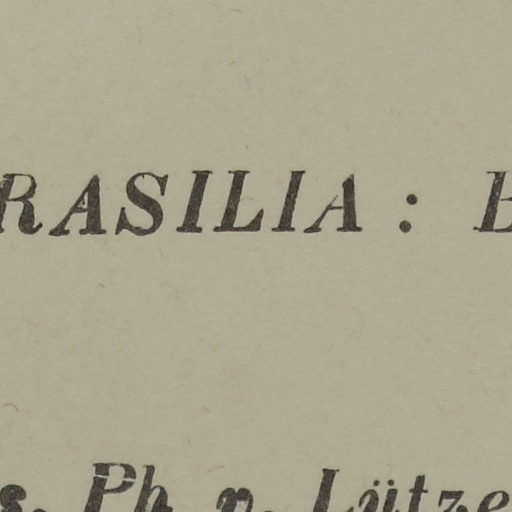 RASILIA :
s. Ph. v. Lütze